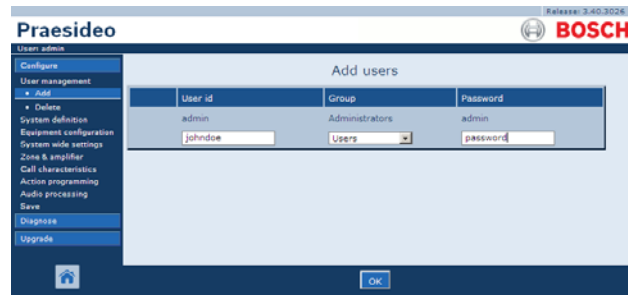 Release: 3.40.3026
Praesideo
BOSCH
User: admin
Configure
User management
• Add
• Delete
System definition
Equipment configuration
System wide settings
Zone & amplifier
Call characteristics
Action programming
Audio processing
Save
Diagnose
Upgrade
Add users
User id Group Password
admin Administrators admin
johndoe Users password
OK